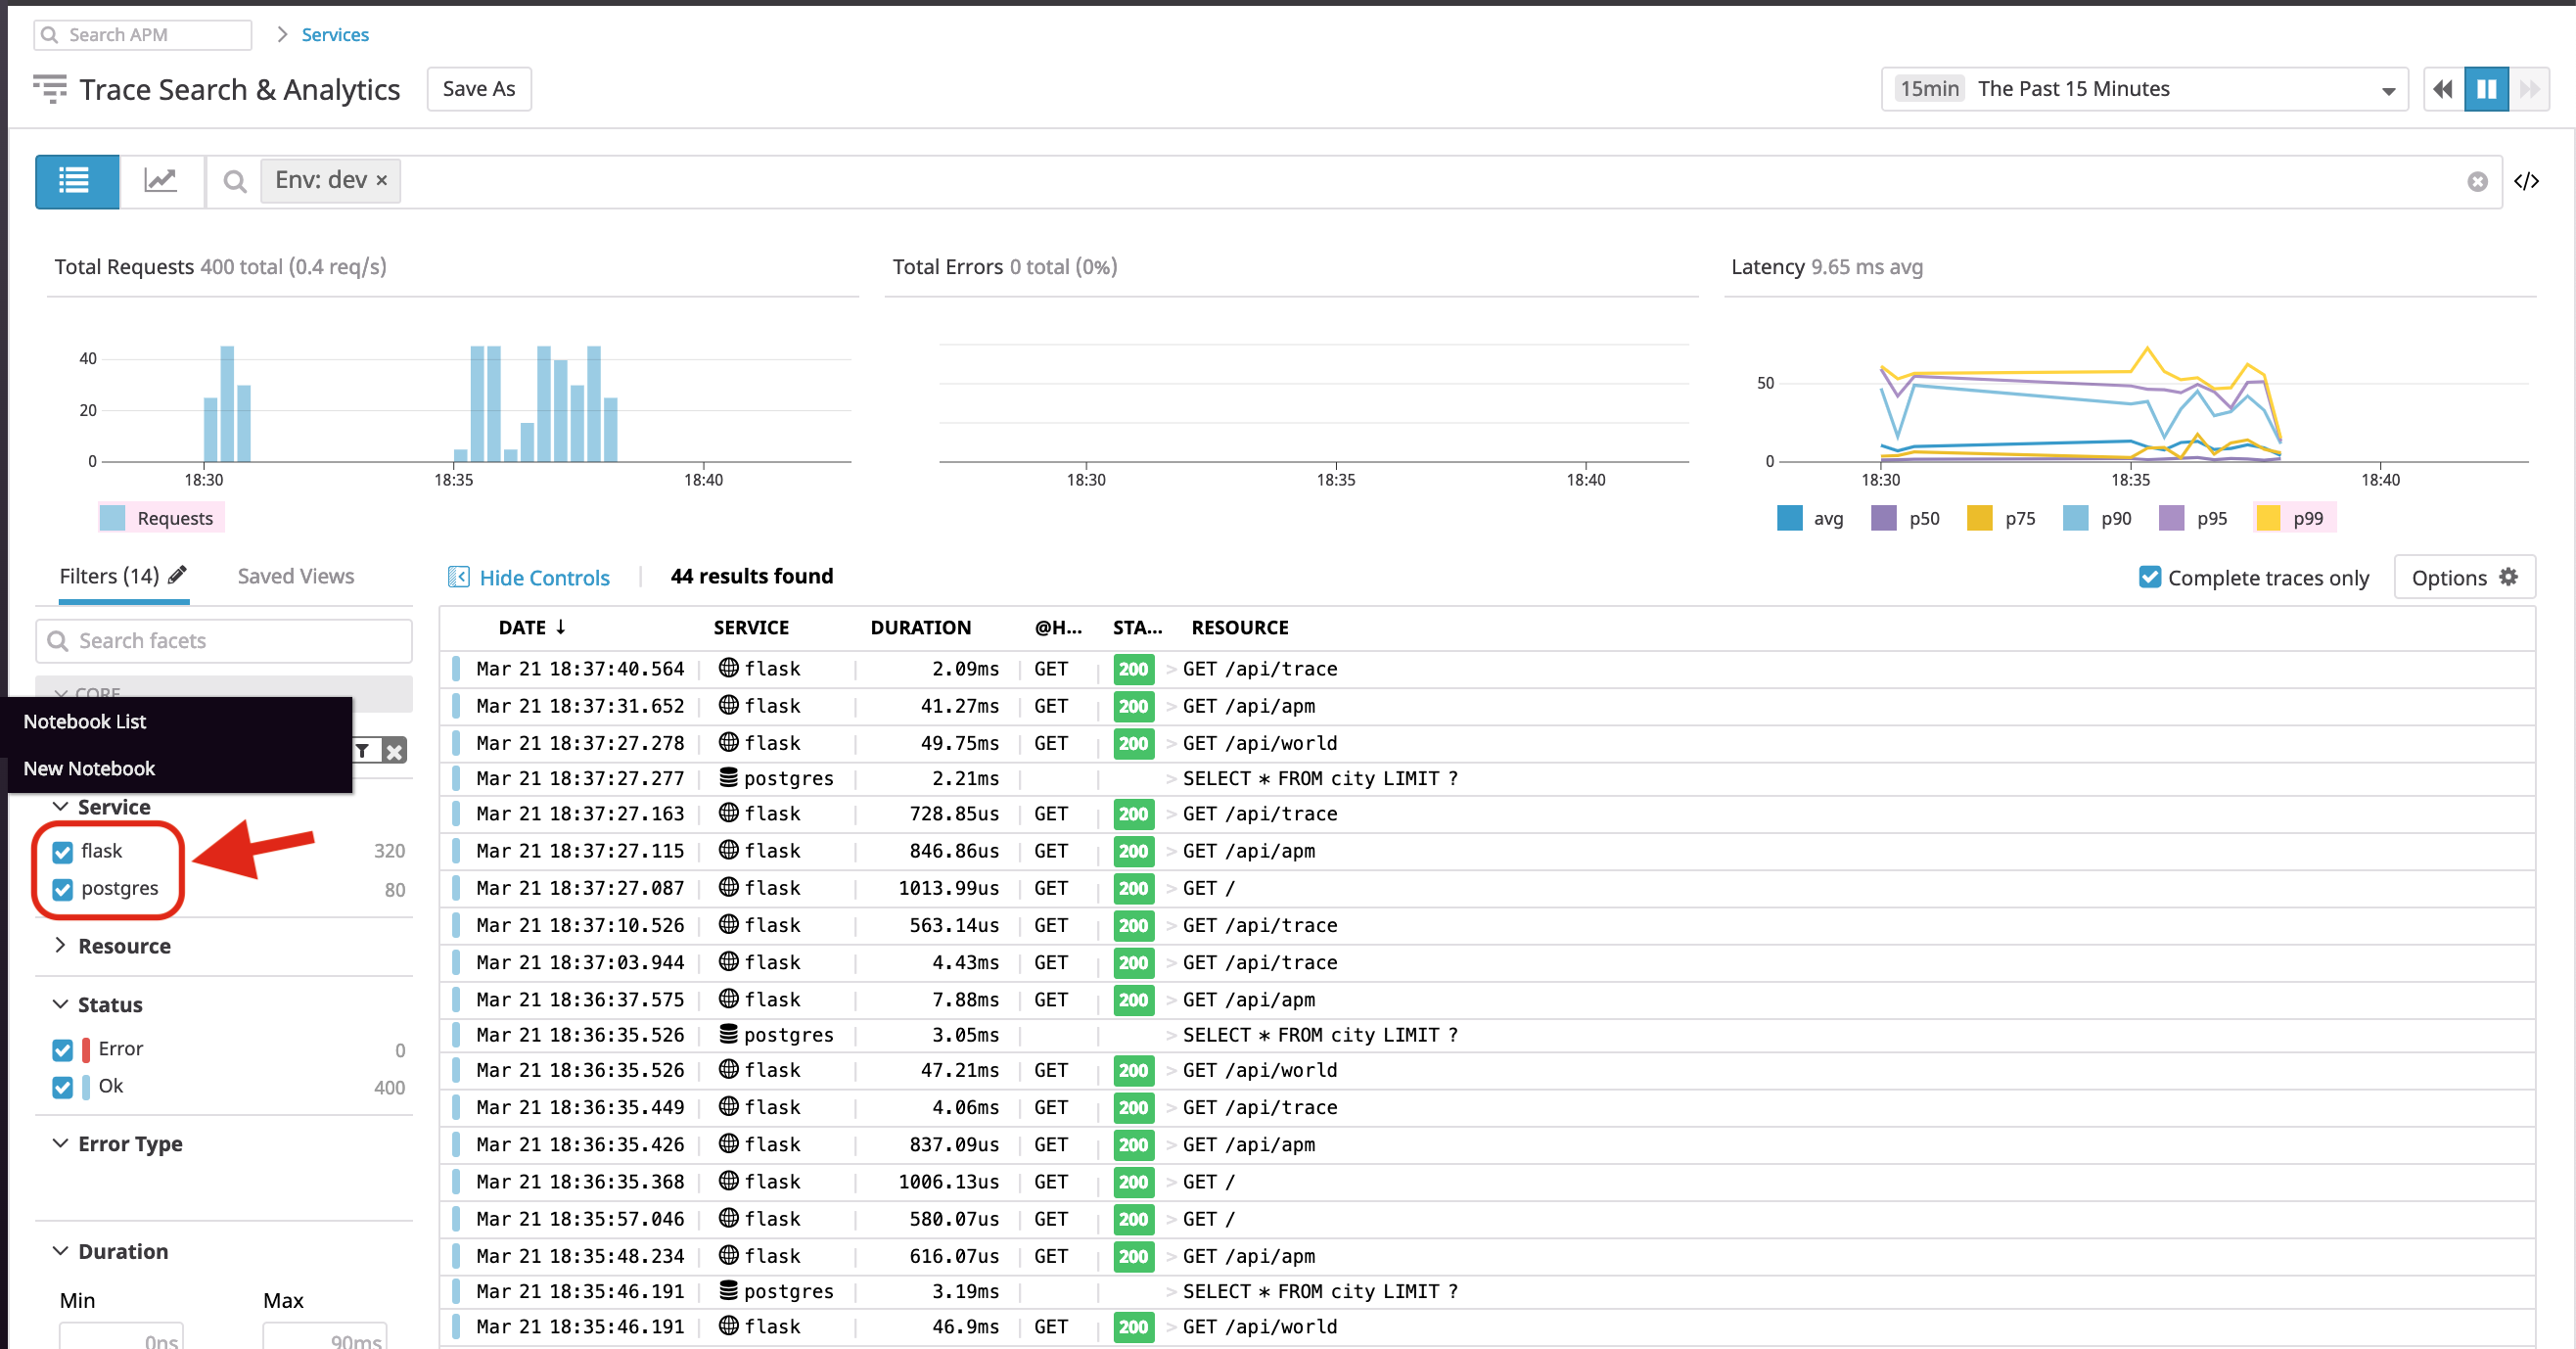 Search APM > Services
Trace Search & Analytics Save As 15min The Past 15 Minutes
Env: dev × </>
Total Requests 400 total (0.4 req/s)
40
20
0
18:30 18:35 18:40
Requests
Total Errors 0 total (0%)
18:30 18:35 18:40
Latency 9.65 ms avg
50
0
18:30 18:35 18:40
avg p50 p75 p90 p95 p99
Filters (14) Saved Views
Search facets
CORE
Notebook List
New Notebook
Service
flask 320
postgres 80
Resource
Status
Error 0
Ok 400
Error Type
Duration
Min Max
0ns 90ms
Hide Controls 44 results found Complete traces only Options
DATE ↓ SERVICE DURATION @H... STA... RESOURCE
Mar 21 18:37:40.564 flask 2.09ms GET 200 > GET /api/trace
Mar 21 18:37:31.652 flask 41.27ms GET 200 > GET /api/apm
Mar 21 18:37:27.278 flask 49.75ms GET 200 > GET /api/world
Mar 21 18:37:27.277 postgres 2.21ms > SELECT * FROM city LIMIT ?
Mar 21 18:37:27.163 flask 728.85us GET 200 > GET /api/trace
Mar 21 18:37:27.115 flask 846.86us GET 200 > GET /api/apm
Mar 21 18:37:27.087 flask 1013.99us GET 200 > GET /
Mar 21 18:37:10.526 flask 563.14us GET 200 > GET /api/trace
Mar 21 18:37:03.944 flask 4.43ms GET 200 > GET /api/trace
Mar 21 18:36:37.575 flask 7.88ms GET 200 > GET /api/apm
Mar 21 18:36:35.526 postgres 3.05ms > SELECT * FROM city LIMIT ?
Mar 21 18:36:35.526 flask 47.21ms GET 200 > GET /api/world
Mar 21 18:36:35.449 flask 4.06ms GET 200 > GET /api/trace
Mar 21 18:36:35.426 flask 837.09us GET 200 > GET /api/apm
Mar 21 18:36:35.368 flask 1006.13us GET 200 > GET /
Mar 21 18:35:57.046 flask 580.07us GET 200 > GET /
Mar 21 18:35:48.234 flask 616.07us GET 200 > GET /api/apm
Mar 21 18:35:46.191 postgres 3.19ms > SELECT * FROM city LIMIT ?
Mar 21 18:35:46.191 flask 46.9ms GET 200 > GET /api/world